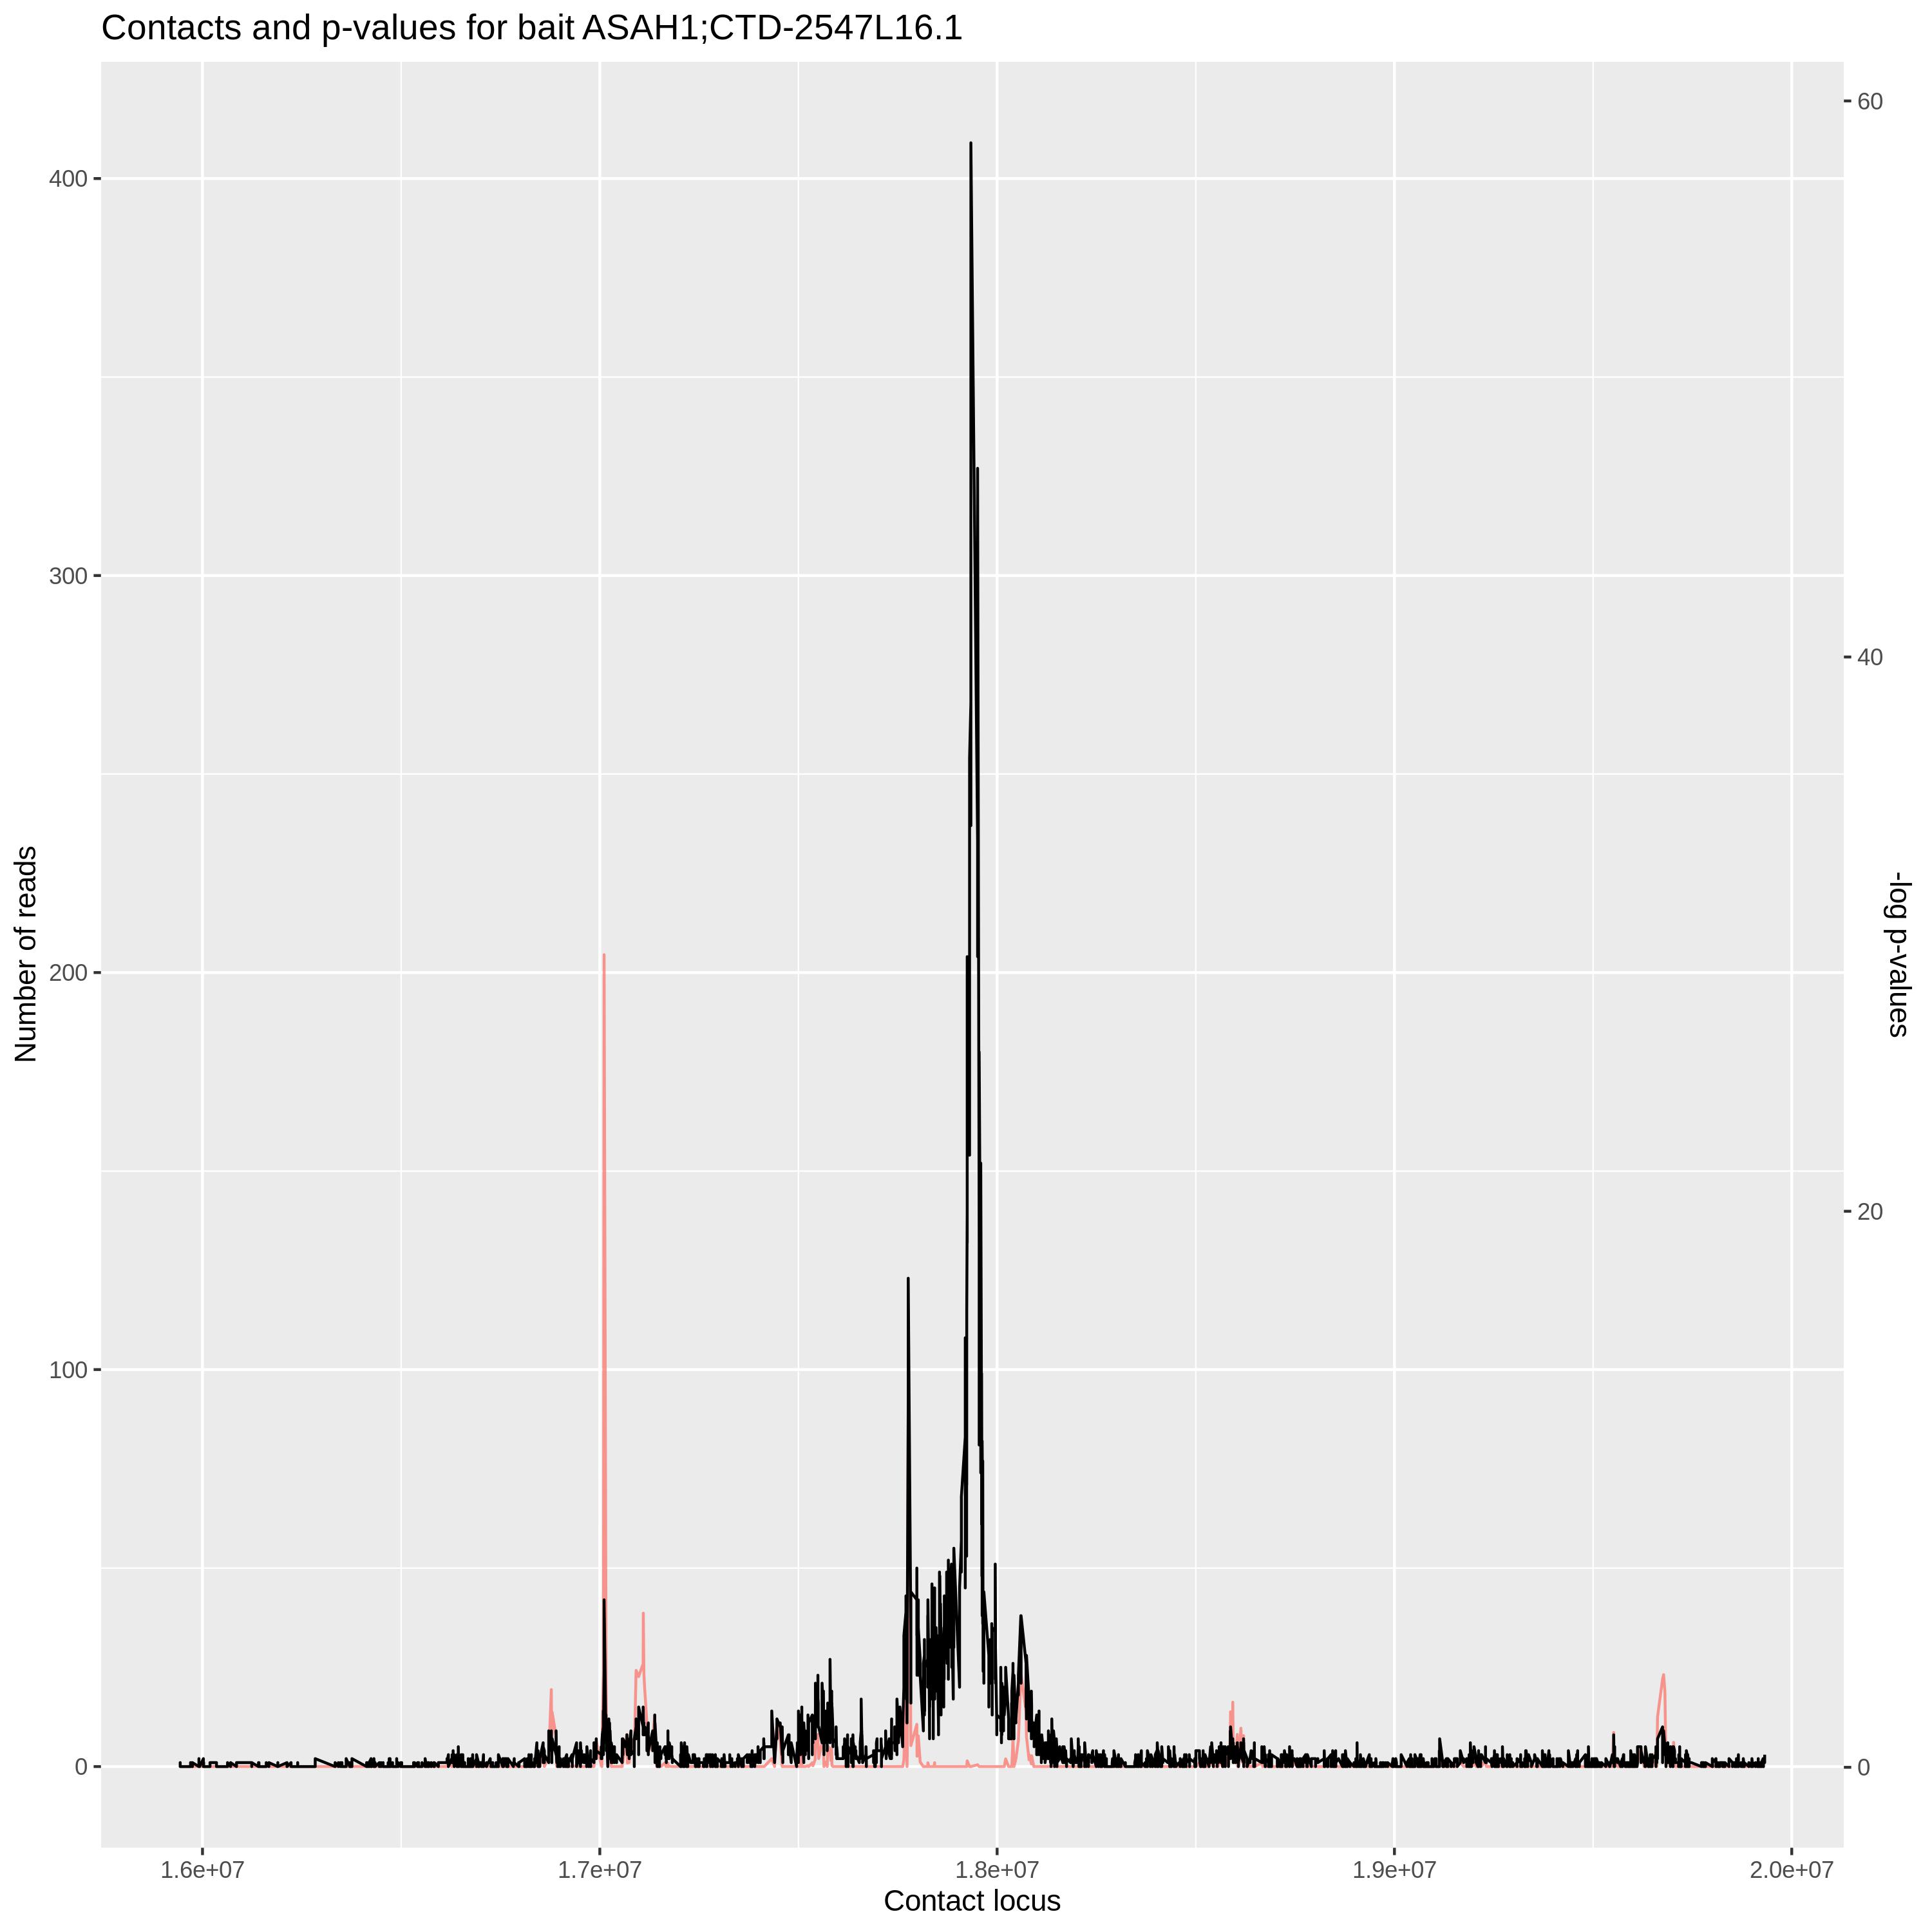 Contacts and p-values for bait ASAH1;CTD-2547L16.1
60
400
40
300
Number of reads
-log p-values
200
20
100
0
0
1.6e+07 1.7e+07 1.8e+07 1.9e+07 2.0e+07
Contact locus